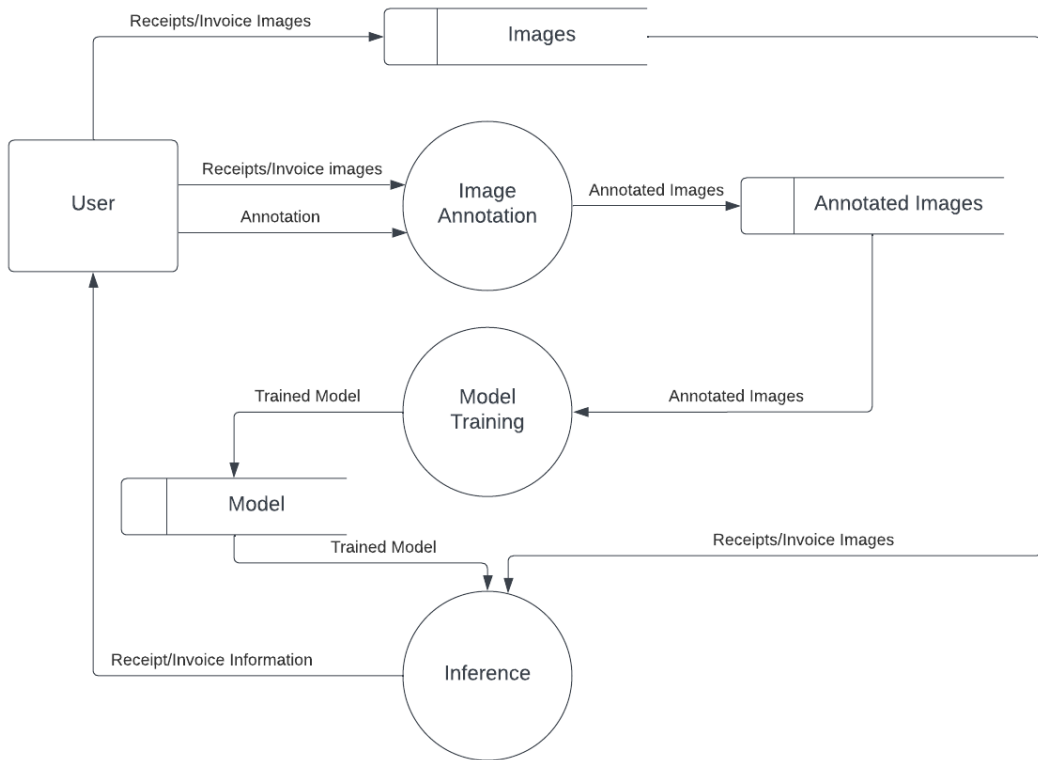 Receipts/Invoice Images
Images
Receipts/Invoice images
User
Annotation
Image
Annotation
Annotated Images
Annotated Images
Trained Model
Model
Training
Annotated Images
Model
Trained Model
Receipts/Invoice Images
Receipt/Invoice Information
Inference